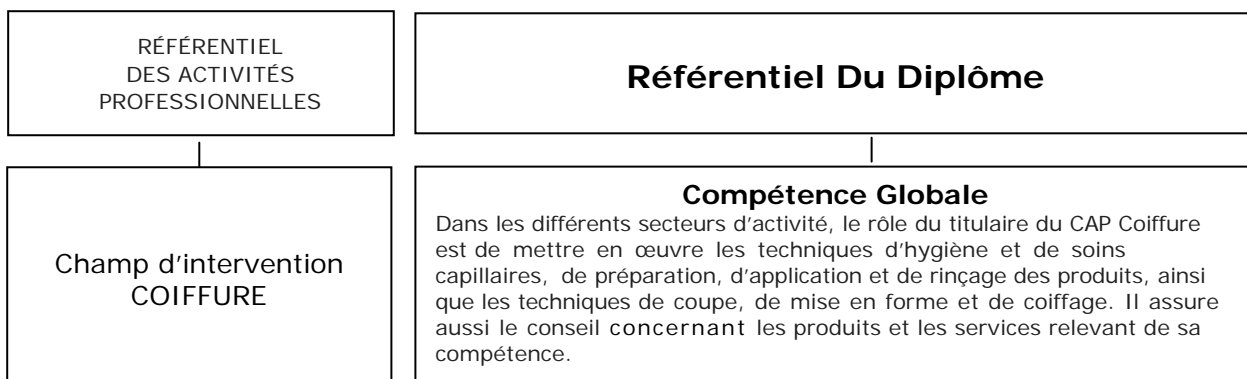 RÉFÉRENTIEL
DES ACTIVITÉS
PROFESSIONNELLES
Référentiel Du Diplôme
Champ d'intervention
COIFFURE
Compétence Globale
Dans les différents secteurs d'activité, le rôle du titulaire du CAP Coiffure
est de mettre en œuvre les techniques d'hygiène et de soins
capillaires, de préparation, d'application et de rinçage des produits, ainsi
que les techniques de coupe, de mise en forme et de coiffage. Il assure
aussi le conseil concernant les produits et les services relevant de sa
compétence.